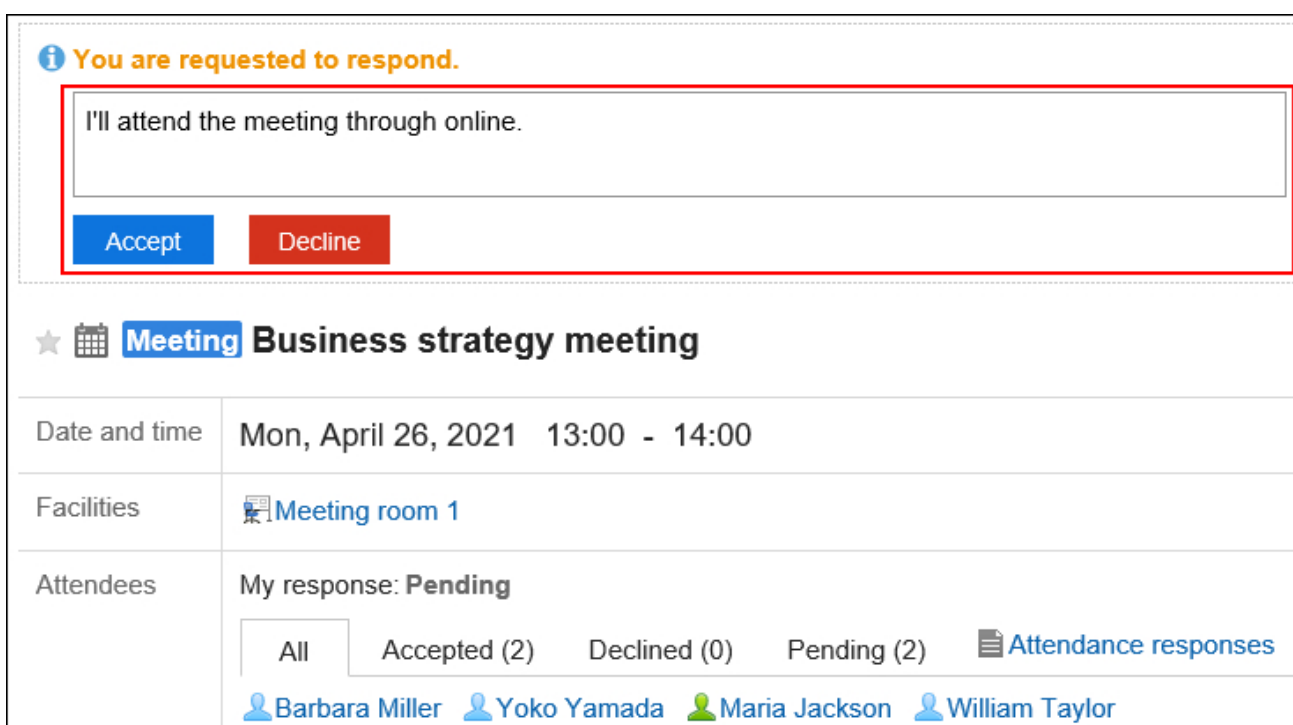 You are requested to respond.
I'll attend the meeting through online.
Accept Decline
Meeting Business strategy meeting
Date and time Mon, April 26, 2021 13:00 - 14:00
Facilities Meeting room 1
Attendees My response: Pending
All Accepted (2) Declined (0) Pending (2) Attendance responses
Barbara Miller Yoko Yamada Maria Jackson William Taylor